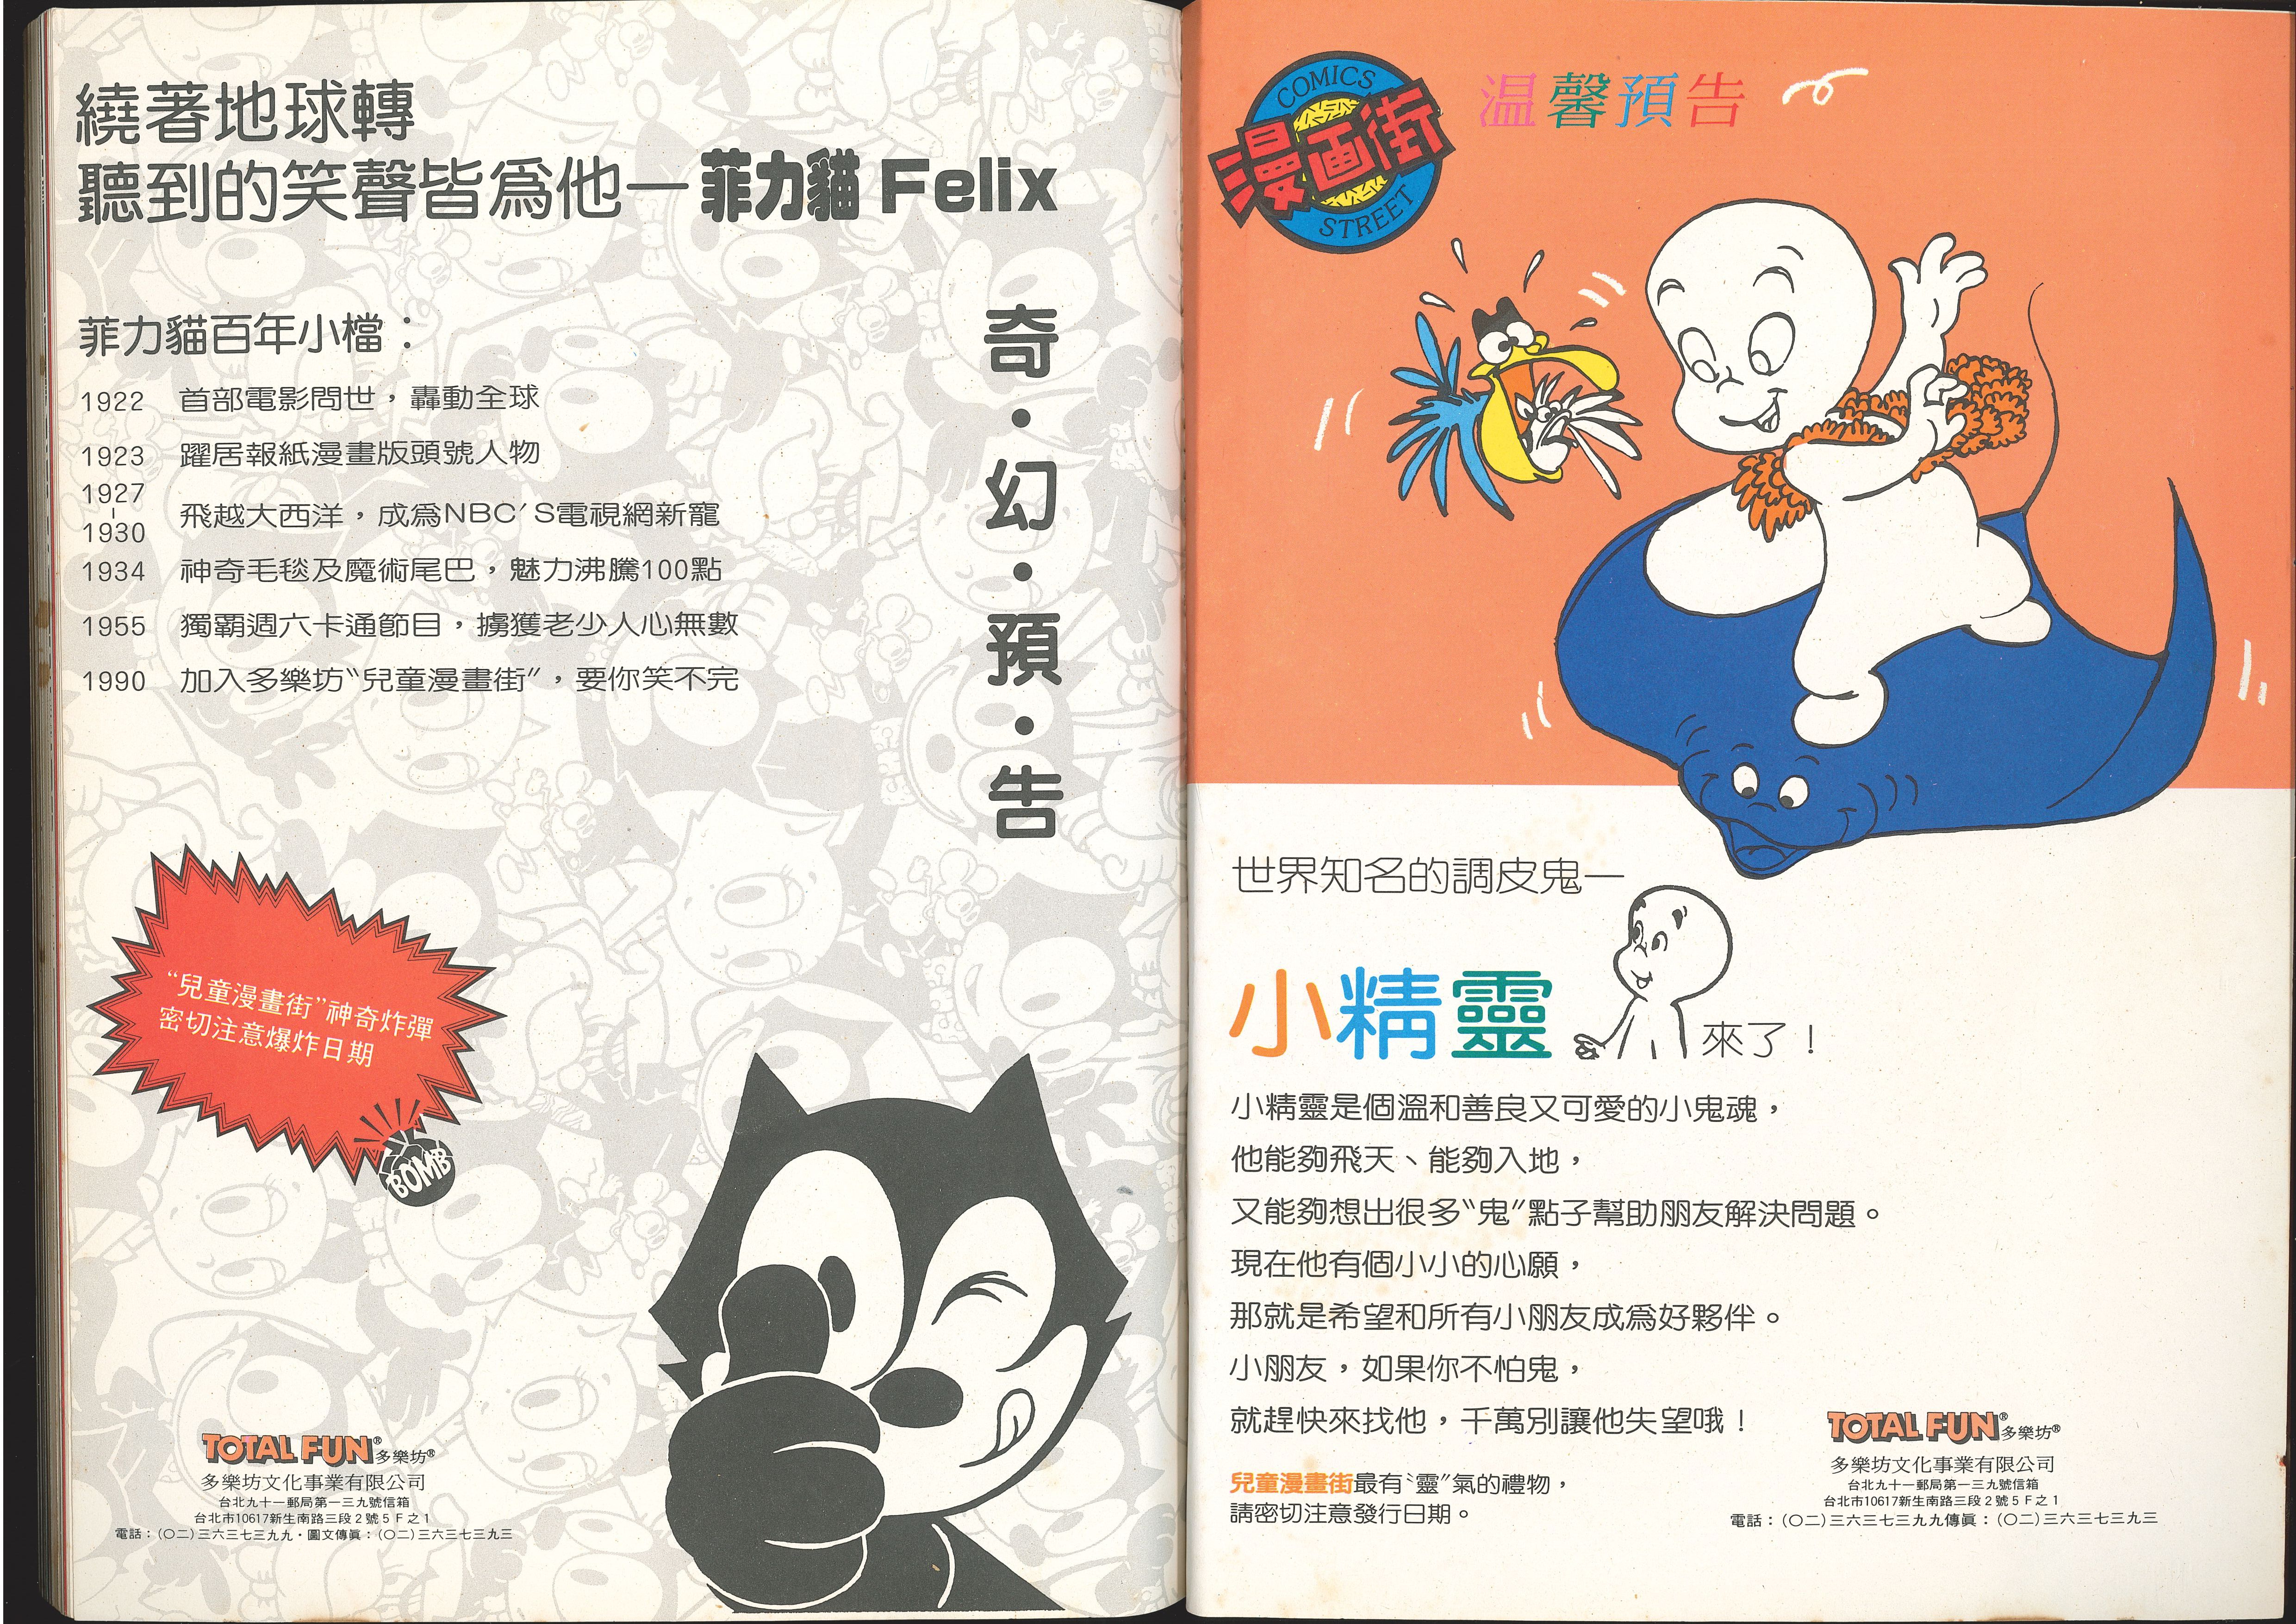 繞著地球轉
聽到的笑聲皆為他—菲力貓 Felix
菲力貓百年小檔：
1922 首部電影問世，轟動全球
1923 躍居報紙漫畫版頭號人物
1927-1930 飛越大西洋，成為NBC'S電視網新寵
1934 神奇毛毯及魔術尾巴，魅力沸騰100點
1955 獨霸週六卡通節目，擄獲老少人心無數
1990 加入多樂坊〝兒童漫畫街〞，要你笑不完
奇・幻・預・告
“兒童漫畫街”神奇炸彈
密切注意爆炸日期
BOMB
TOTAL FUN® 多樂坊®
多樂坊文化事業有限公司
台北九十一郵局第一三九號信箱
台北市10617新生南路三段2號5F之1
電話：(〇二)三六三七三九九・圖文傳眞：(〇二)三六三七三九三
COMICS
漫画街
STREET
温馨預告
世界知名的調皮鬼—
小精靈來了！
小精靈是個溫和善良又可愛的小鬼魂，
他能夠飛天、能夠入地，
又能夠想出很多〝鬼〞點子幫助朋友解決問題。
現在他有個小小的心願，
那就是希望和所有小朋友成為好夥伴。
小朋友，如果你不怕鬼，
就趕快來找他，千萬別讓他失望哦！
兒童漫畫街最有〝靈〞氣的禮物，
請密切注意發行日期。
TOTAL FUN® 多樂坊®
多樂坊文化事業有限公司
台北九十一郵局第一三九號信箱
台北市10617新生南路三段2號5F之1
電話：(〇二)三六三七三九九傳眞：(〇二)三六三七三九三